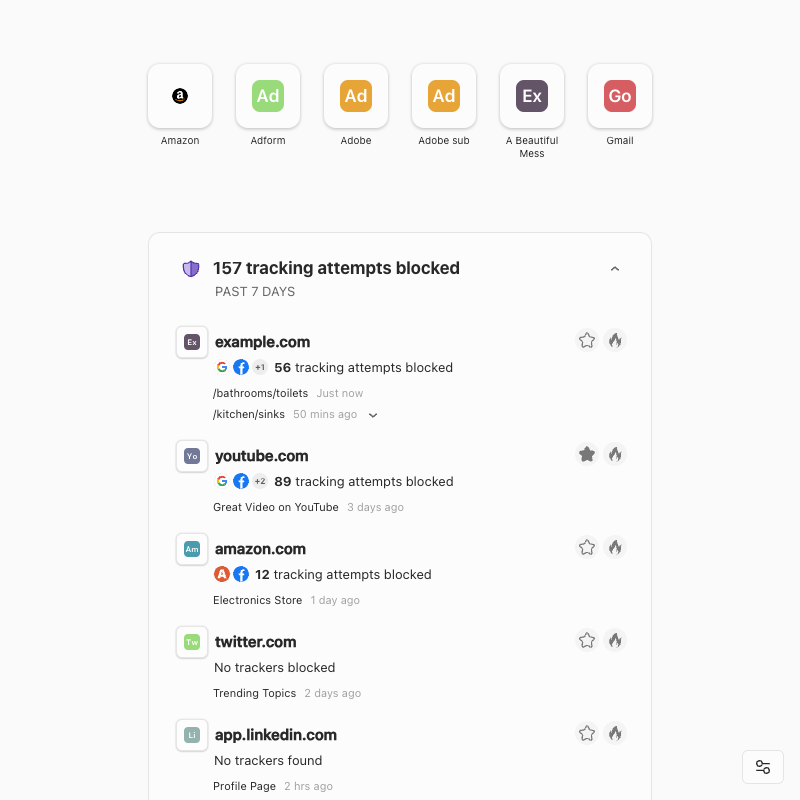 a
Ad
Ad
Ad
Ex
Go
Amazon
Adform
Adobe
Adobe sub
A Beautiful
Mess
Gmail
157 tracking attempts blocked
PAST 7 DAYS
Ex
example.com
+1 56 tracking attempts blocked
/bathrooms/toilets Just now
/kitchen/sinks 50 mins ago
Yo
youtube.com
+2 89 tracking attempts blocked
Great Video on YouTube 3 days ago
Am
amazon.com
A 12 tracking attempts blocked
Electronics Store 1 day ago
Tw
twitter.com
No trackers blocked
Trending Topics 2 days ago
Li
app.linkedin.com
No trackers found
Profile Page 2 hrs ago